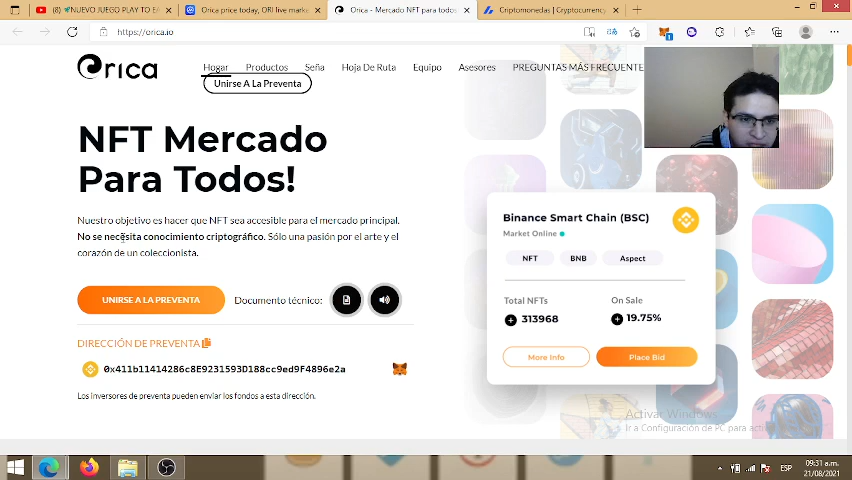 (8) NUEVO JUEGO PLAY TO E
Orica price today, ORI live mark
Orica - Mercado NFT para todos
Criptomonedas | Cryptocurrency
https://orica.io
Orica
Hogar
Productos
Seña
Hoja De Ruta
Equipo
Asesores
PREGUNTAS MÁS FRECUENTE
Unirse A La Preventa
NFT Mercado
Para Todos!
Nuestro objetivo es hacer que NFT sea accesible para el mercado principal.
No se necesita conocimiento criptográfico. Sólo una pasión por el arte y el
corazón de un coleccionista.
UNIRSE A LA PREVENTA
Documento técnico:
DIRECCIÓN DE PREVENTA
0x411b11414286c8E9231593D188cc9ed9F4896e2a
Los inversores de preventa pueden enviar los fondos a esta dirección.
Binance Smart Chain (BSC)
Market Online
NFT
BNB
Aspect
Total NFTs
On Sale
313968
19.75%
More Info
Place Bid
Activar Windows
Ir a Configuración de PC para
ESP
09:31 a.m.
21/08/2021